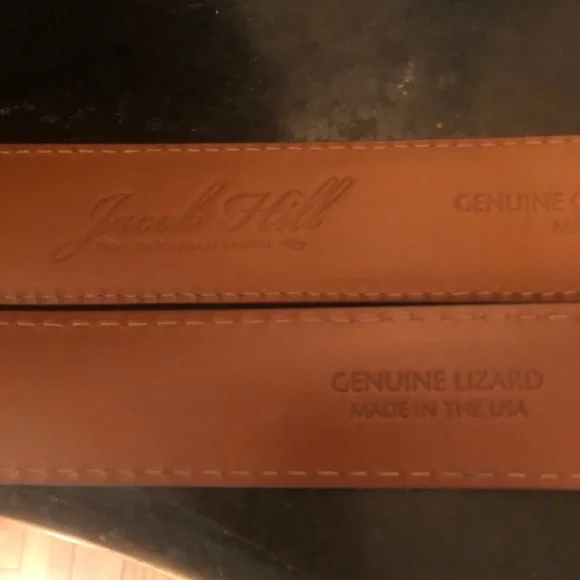 Jacob Hill
GENUINE
GENUINE LIZARD
MADE IN THE USA